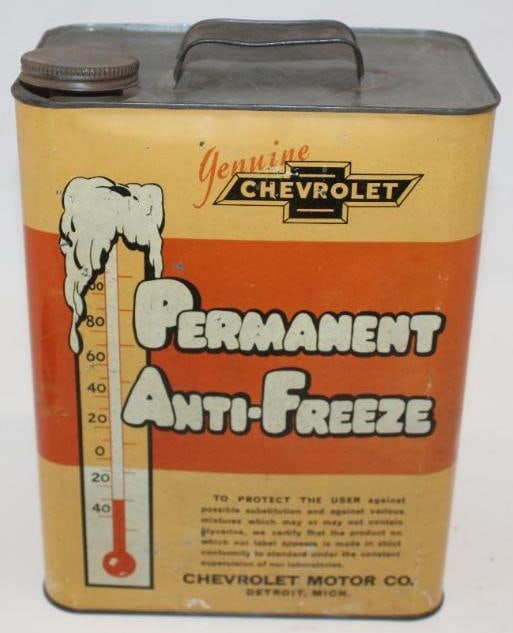 Genuine
CHEVROLET
PERMANENT
ANTI-FREEZE
00
80
60
40
20
0
20
40
TO PROTECT THE USER against
possible substitution and against various
mixtures which may or may not contain
glycerine, we certify that the product on
which our label appears is made in strict
conformity to standard under the constant
supervision of our laboratories.
CHEVROLET MOTOR CO.
DETROIT, MICH.